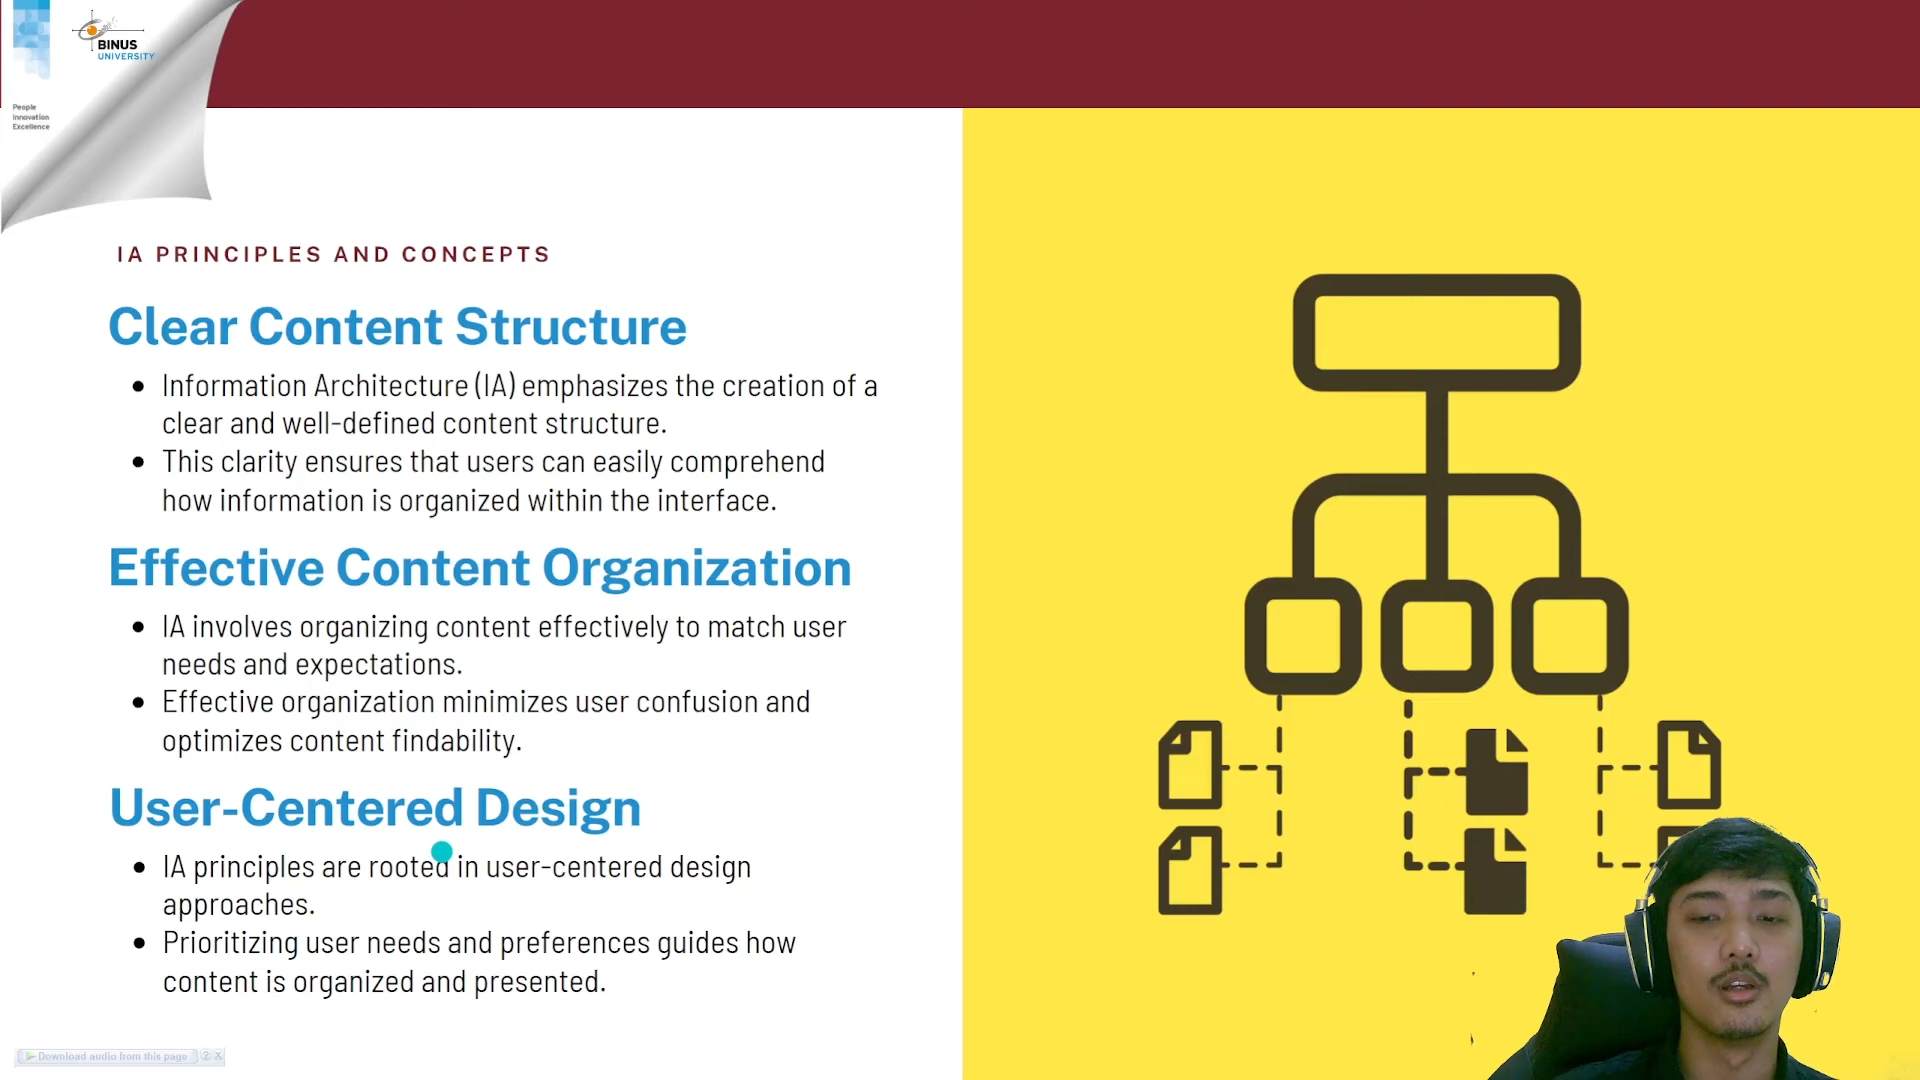 BINUS
UNIVERSITY
People
Innovation
Excellence
IA PRINCIPLES AND CONCEPTS
Clear Content Structure
• Information Architecture (IA) emphasizes the creation of a
clear and well-defined content structure.
• This clarity ensures that users can easily comprehend
how information is organized within the interface.
Effective Content Organization
• IA involves organizing content effectively to match user
needs and expectations.
• Effective organization minimizes user confusion and
optimizes content findability.
User-Centered Design
• IA principles are rooted in user-centered design
approaches.
• Prioritizing user needs and preferences guides how
content is organized and presented.
Download audio from this page ? X